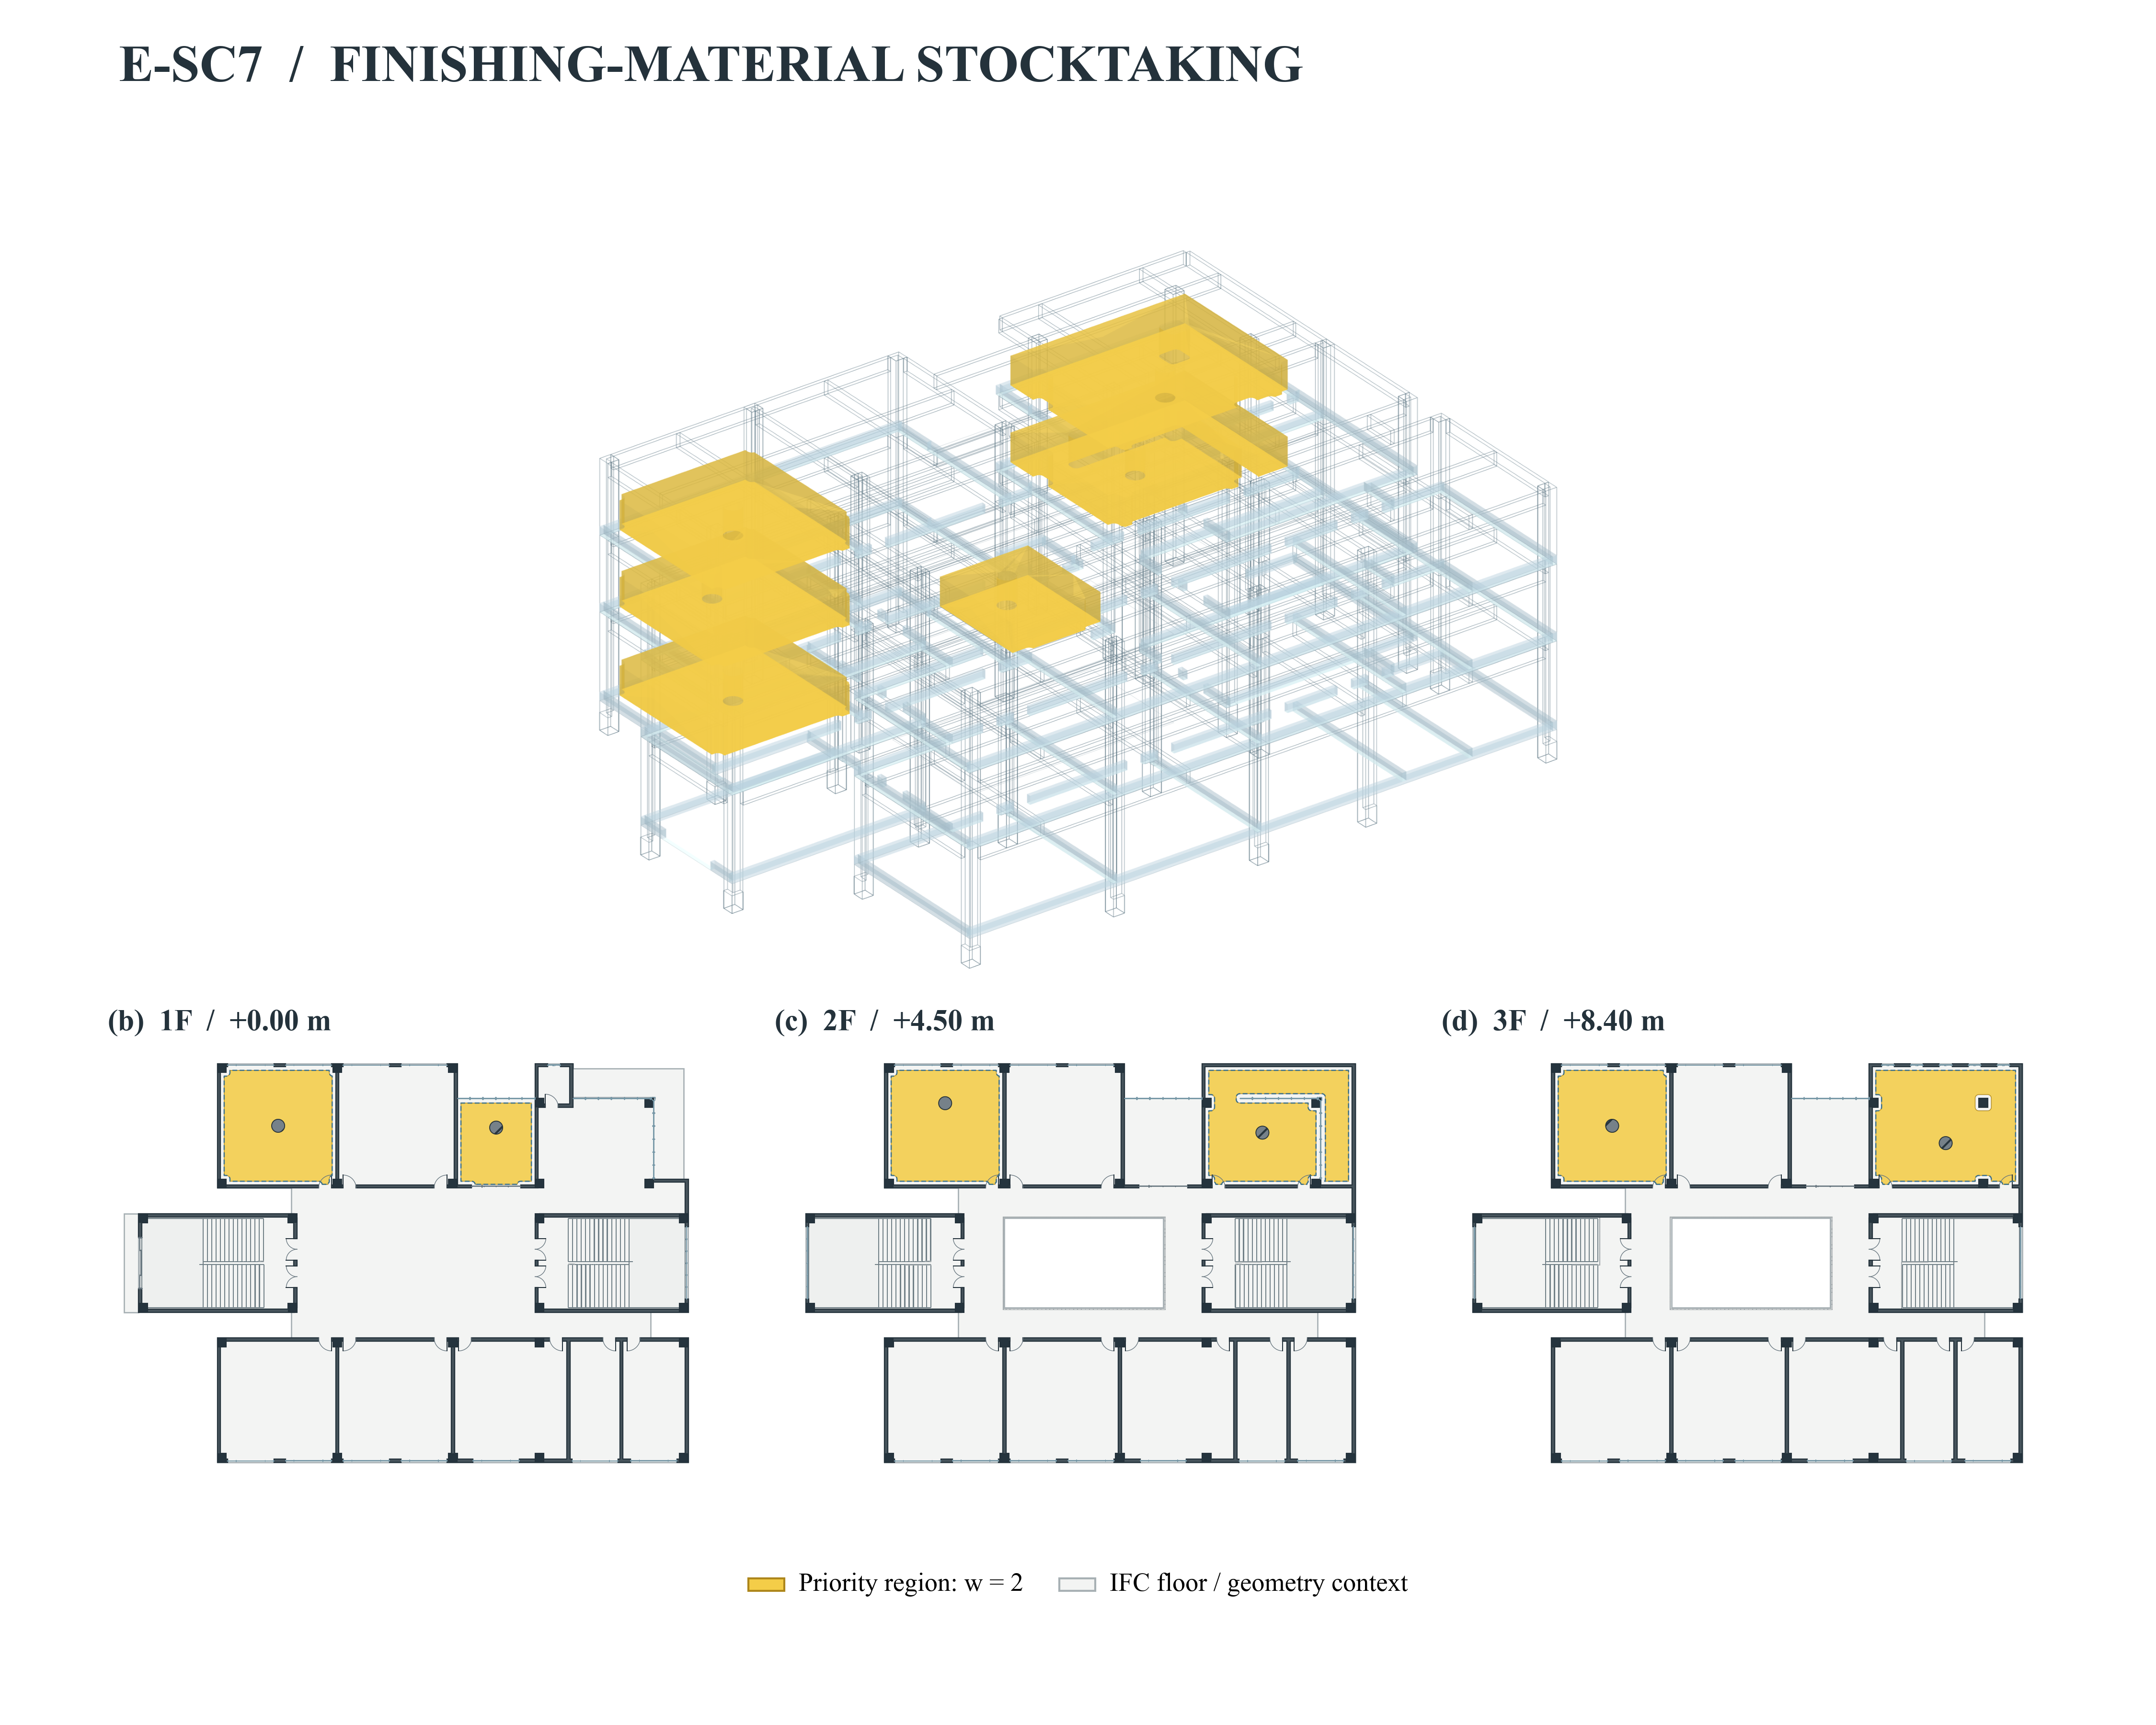 E-SC7 / FINISHING-MATERIAL STOCKTAKING
(b) 1F / +0.00 m
(c) 2F / +4.50 m
(d) 3F / +8.40 m
Priority region: w = 2
IFC floor / geometry context